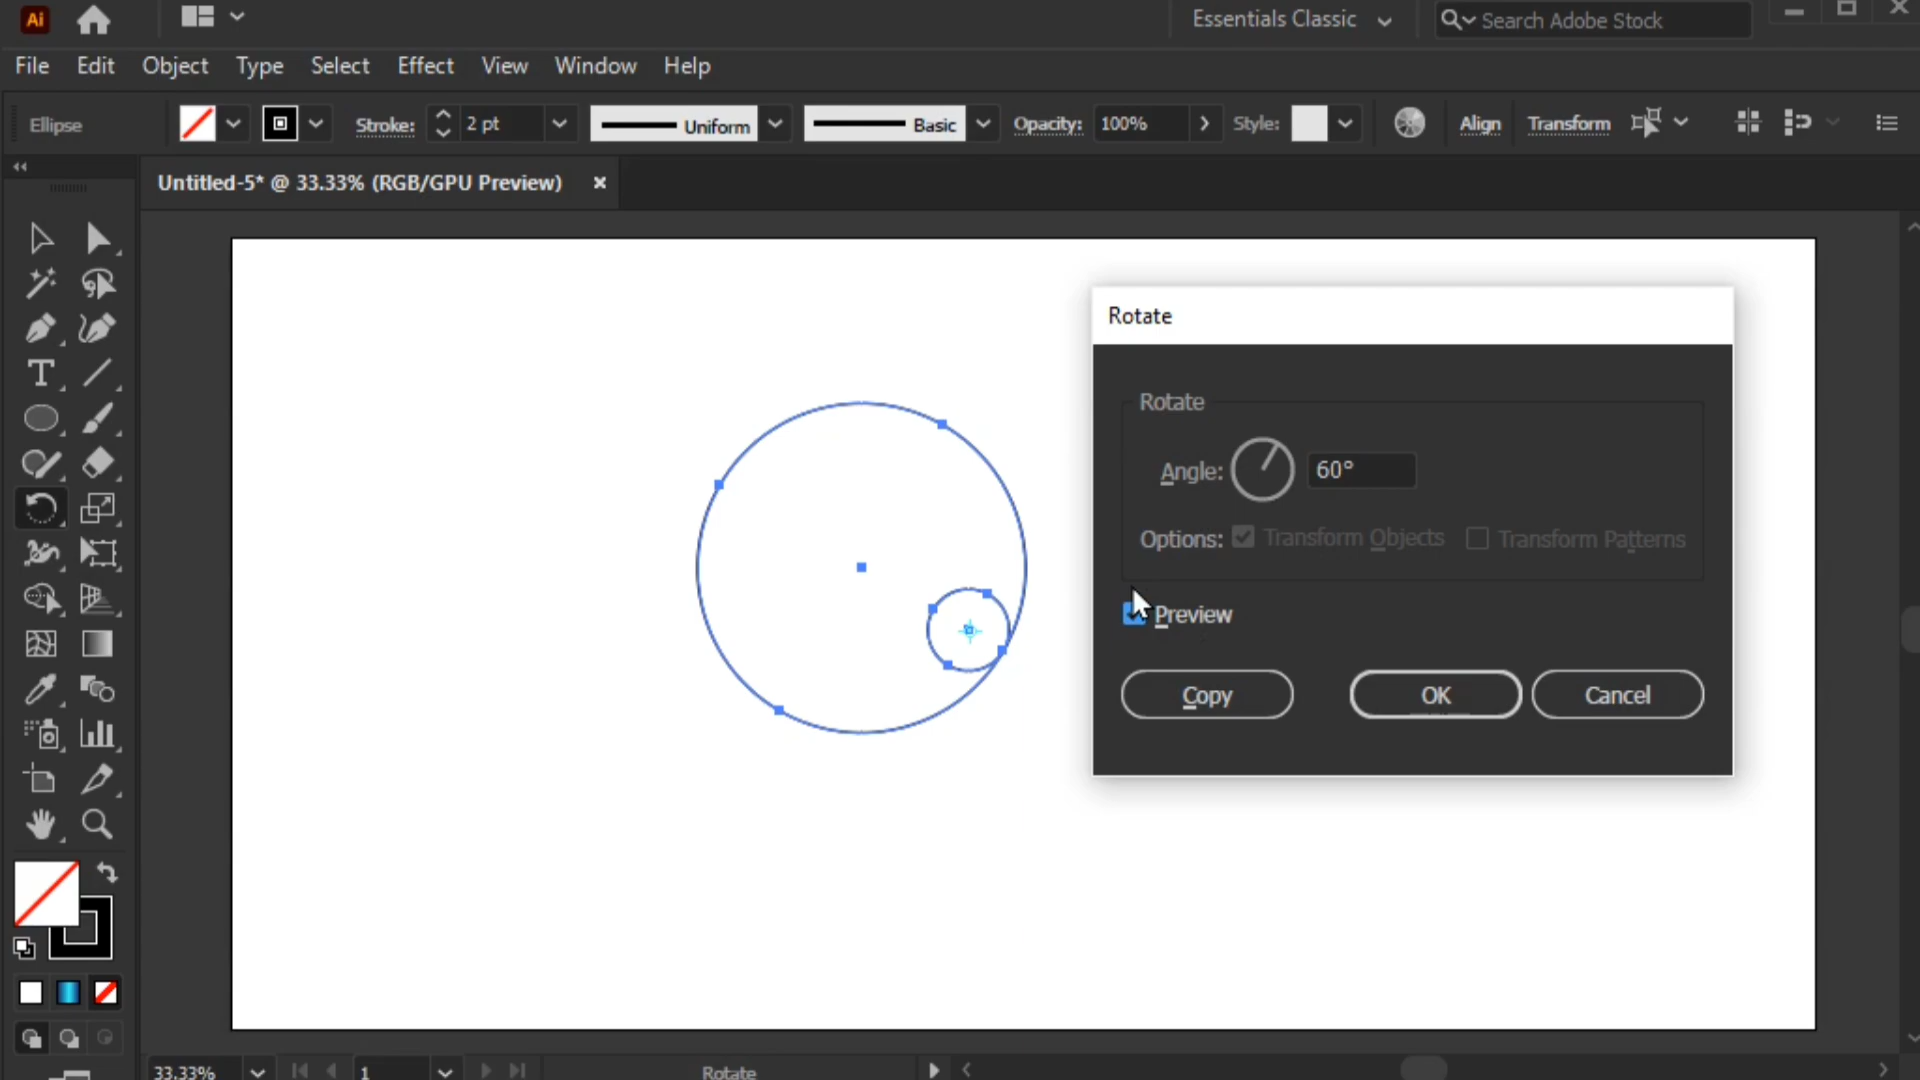 Ai
Essentials Classic
Search Adobe Stock
File Edit Object Type Select Effect View Window Help
Ellipse Stroke: 2 pt Uniform Basic Opacity: 100% Style: Align Transform
Untitled-5* @ 33.33% (RGB/GPU Preview)
Rotate
Rotate
Angle: 60°
Options: Transform Objects Transform Patterns
Preview
Copy OK Cancel
T
33.33% 1 Rotate